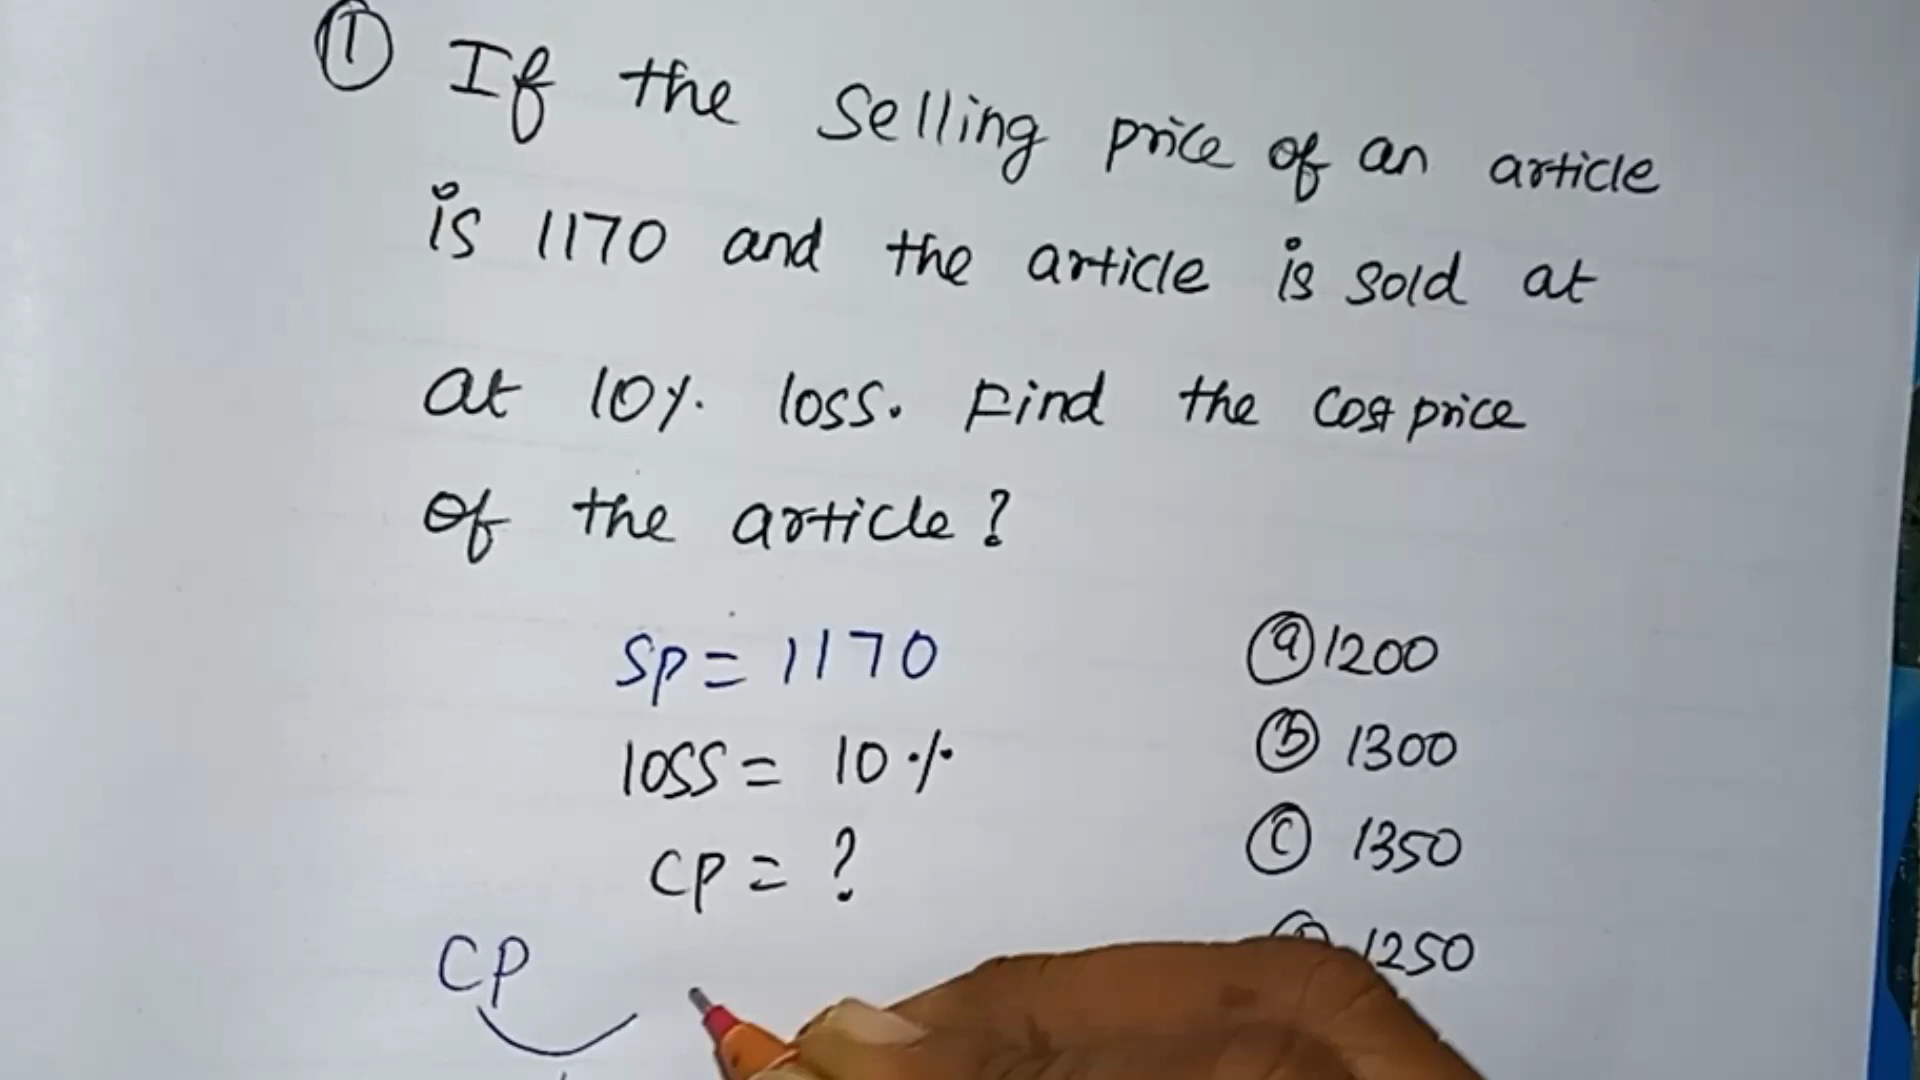 ① If the selling price of an article
is 1170 and the article is sold at
at 10%. loss. Find the cost price
of the article?
SP = 1170
loss = 10%
CP = ?
CP
ⓐ 1200
ⓑ 1300
ⓒ 1350
1250